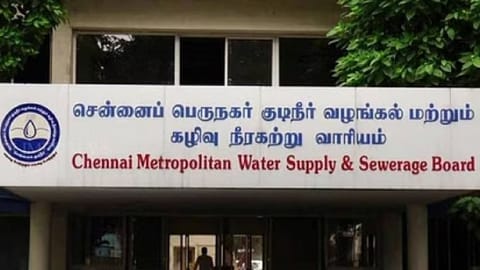 சென்னைப் பெருநகர் குடிநீர் வழங்கல் மற்றும்
கழிவு நீரகற்று வாரியம்
Chennai Metropolitan Water Supply & Sewerage Board